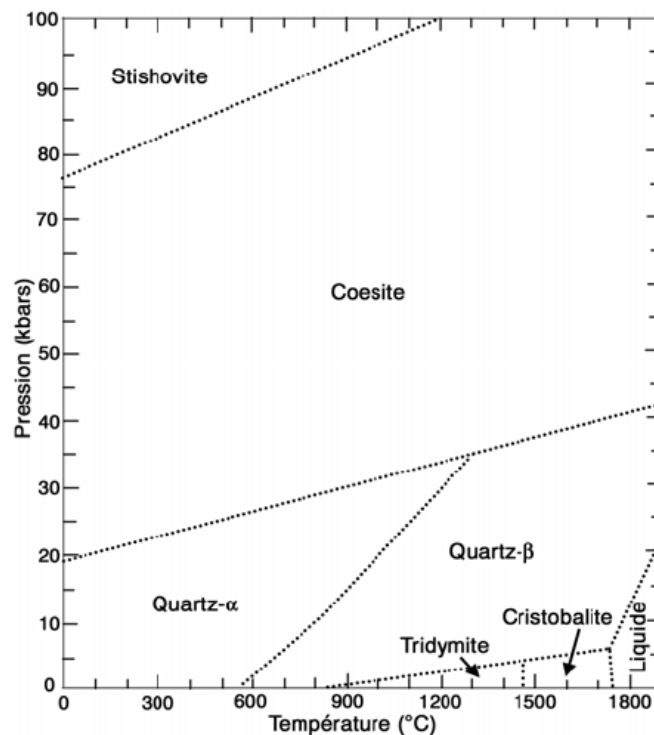 100
Stishovite
90
80
70
Pression (kbars)
60
Coesite
50
40
30
20
Quartz-β
Quartz-α
10
Cristobalite
Tridymite
Liquide
0
0 300 600 900 1200 1500 1800
Température (°C)